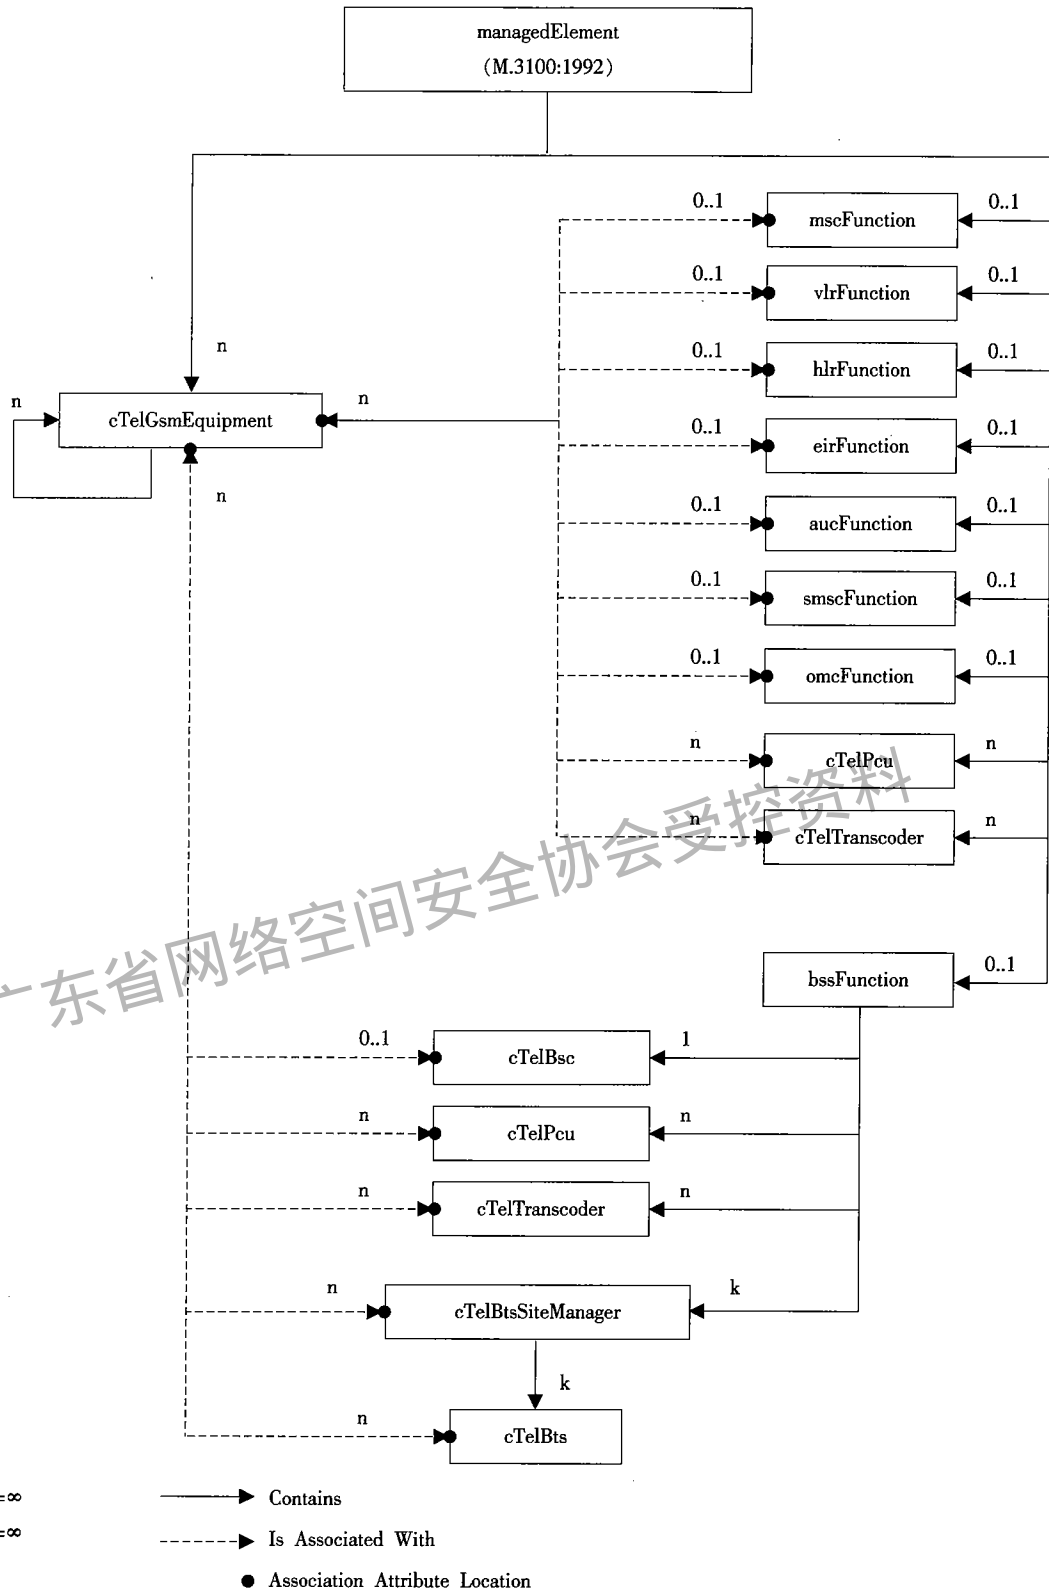 managedElement
(M.3100:1992)
0..1
mscFunction
0..1
0..1
vlrFunction
0..1
n
0..1
hlrFunction
0..1
n
cTelGsmEquipment
n
0..1
eirFunction
0..1
n
0..1
aucFunction
0..1
0..1
smscFunction
0..1
0..1
omcFunction
0..1
n
cTelPcu
n
n
cTelTranscoder
n
广东省网络空间安全协会受控资料
bssFunction
0..1
0..1
cTelBsc
1
n
cTelPcu
n
n
cTelTranscoder
n
n
cTelBtsSiteManager
k
k
n
cTelBts
=∞
Contains
=∞
Is Associated With
Association Attribute Location